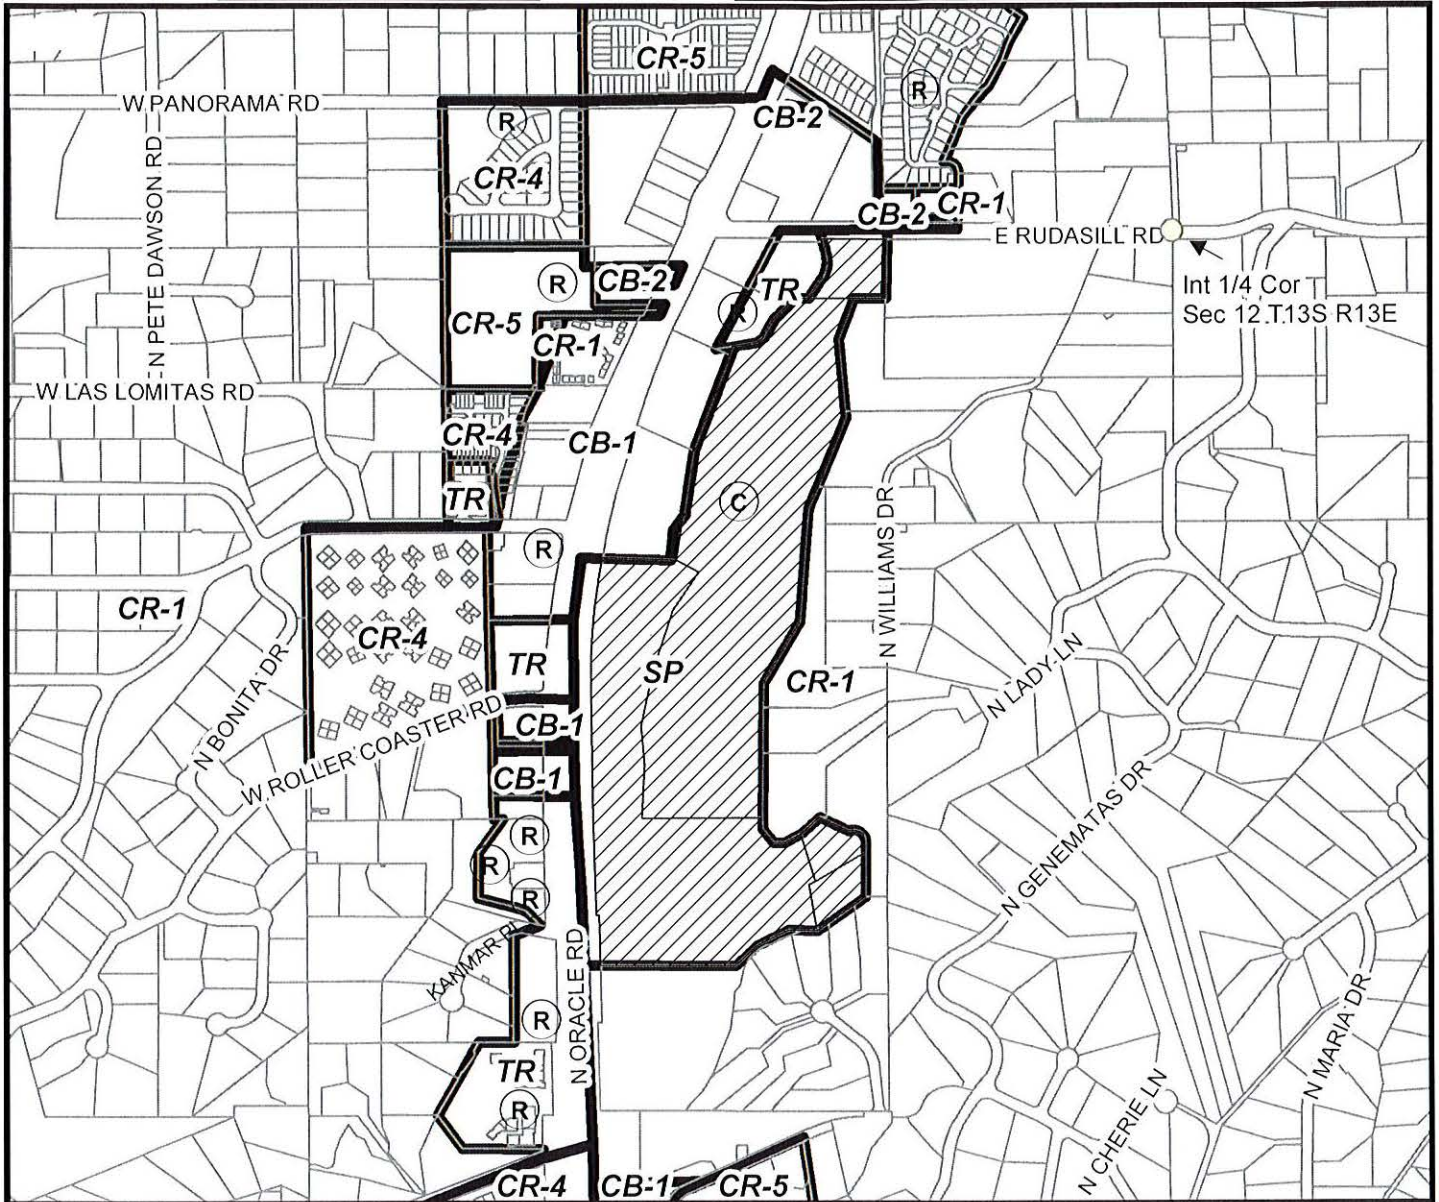 CR-5
W PANORAMA RD
R
R
CB-2
CR-4
N PETE DAWSON RD
CB-2
CR-1
E RUDASILL RD
Int 1/4 Cor
Sec 12 T13S R13E
R
CB-2
TR
R
CR-5
CR-1
W LAS LOMITAS RD
CR-4
CB-1
TR
C
R
N WILLIAMS DR
CR-1
CR-4
TR
SP
CR-1
N LADY LN
N BONITA DR
W ROLLER COASTER RD
CB-1
CB-1
R
R
R
N GENEMATAS DR
KANMAR PL
N ORACLE RD
R
TR
R
N MARIA DR
N CHERIE LN
CR-4
CB-1
CR-5